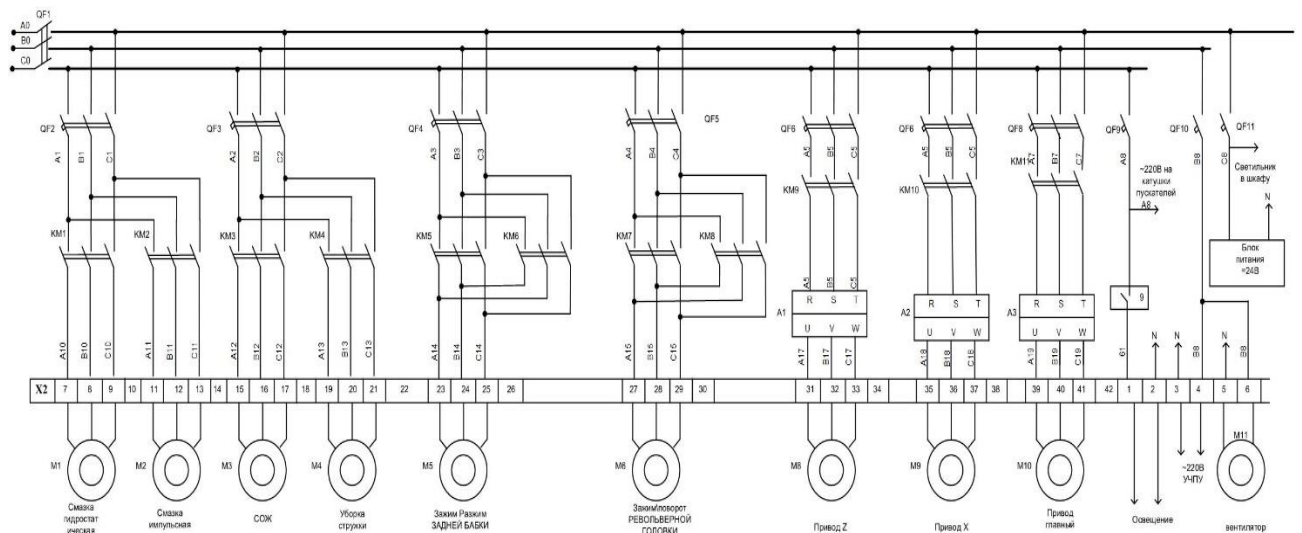 QF1
A0
B0
C0
QF2
QF3
QF4
QF5
QF6
QF6
QF8
QF9
QF10
QF11
A1
B1
C1
A2
B2
C2
A3
B3
C3
A4
B4
C4
A5
B5
C5
A5
B5
C5
A7
B7
C7
A8
B8
C8
Светильник
в шкафу
~220В на
катушки
пускателей
A8
N
KM1
KM2
KM3
KM4
KM5
KM6
KM7
KM8
KM9
KM10
KM11
Блок
питания
=24В
A5
B5
C5
A1
R S T
U V W
A2
R S T
U V W
A3
R S T
U V W
9
A10
B10
C10
A11
B11
C11
A12
B12
C12
A13
B13
C13
A14
B14
C14
A15
B15
C15
A17
B17
C17
A18
B18
C18
A19
B19
C19
61
N
N
B8
N
B8
X2 7 8 9 10 11 12 13 14 15 16 17 18 19 20 21 22 23 24 25 26 27 28 29 30 31 32 33 34 35 36 37 38 39 40 41 42 1 2 3 4 5 6
M1
M2
M3
M4
M5
M6
M8
M9
M10
M11
~220В
УЧПУ
Смазка
гидростат
ическая
Смазка
импульсная
СОЖ
Уборка
стружки
Зажим Разжим
ЗАДНЕЙ БАБКИ
Зажим\поворот
РЕВОЛЬВЕРНОЙ
ГОЛОВКИ
Привод Z
Привод X
Привод
главный
Освещение
вентилятор